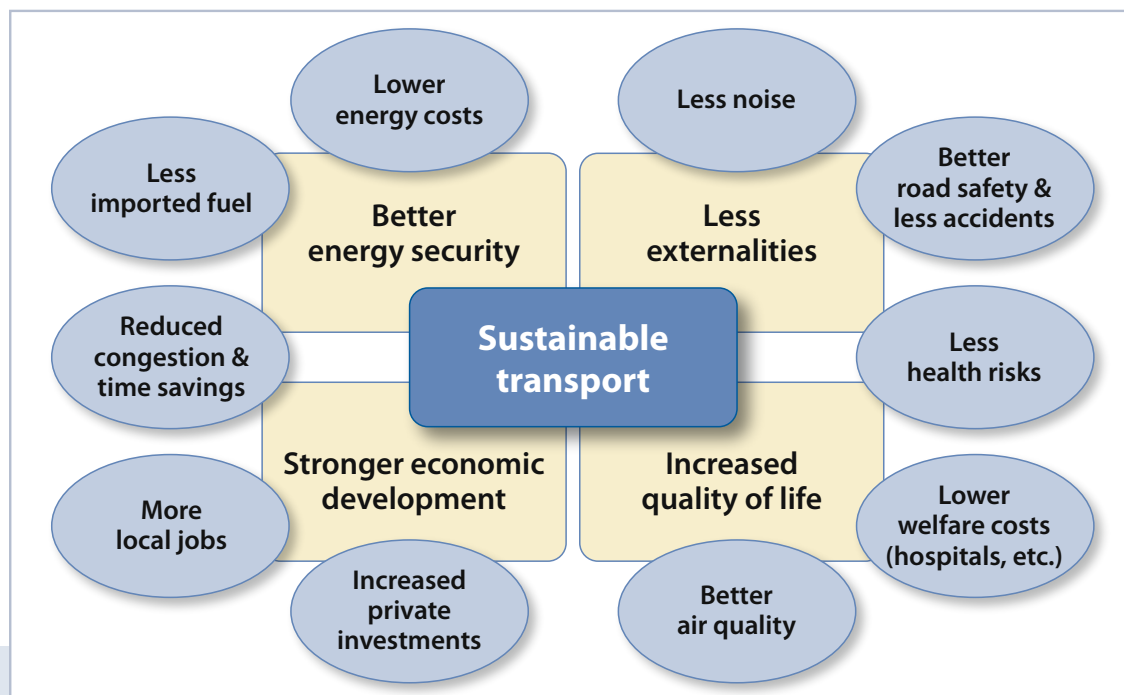 Lower
energy costs
Less noise
Less
imported fuel
Better
road safety &
less accidents
Better
energy security
Less
externalities
Reduced
congestion &
time savings
Sustainable
transport
Less
health risks
Stronger economic
development
Increased
quality of life
More
local jobs
Lower
welfare costs
(hospitals, etc.)
Increased
private
investments
Better
air quality